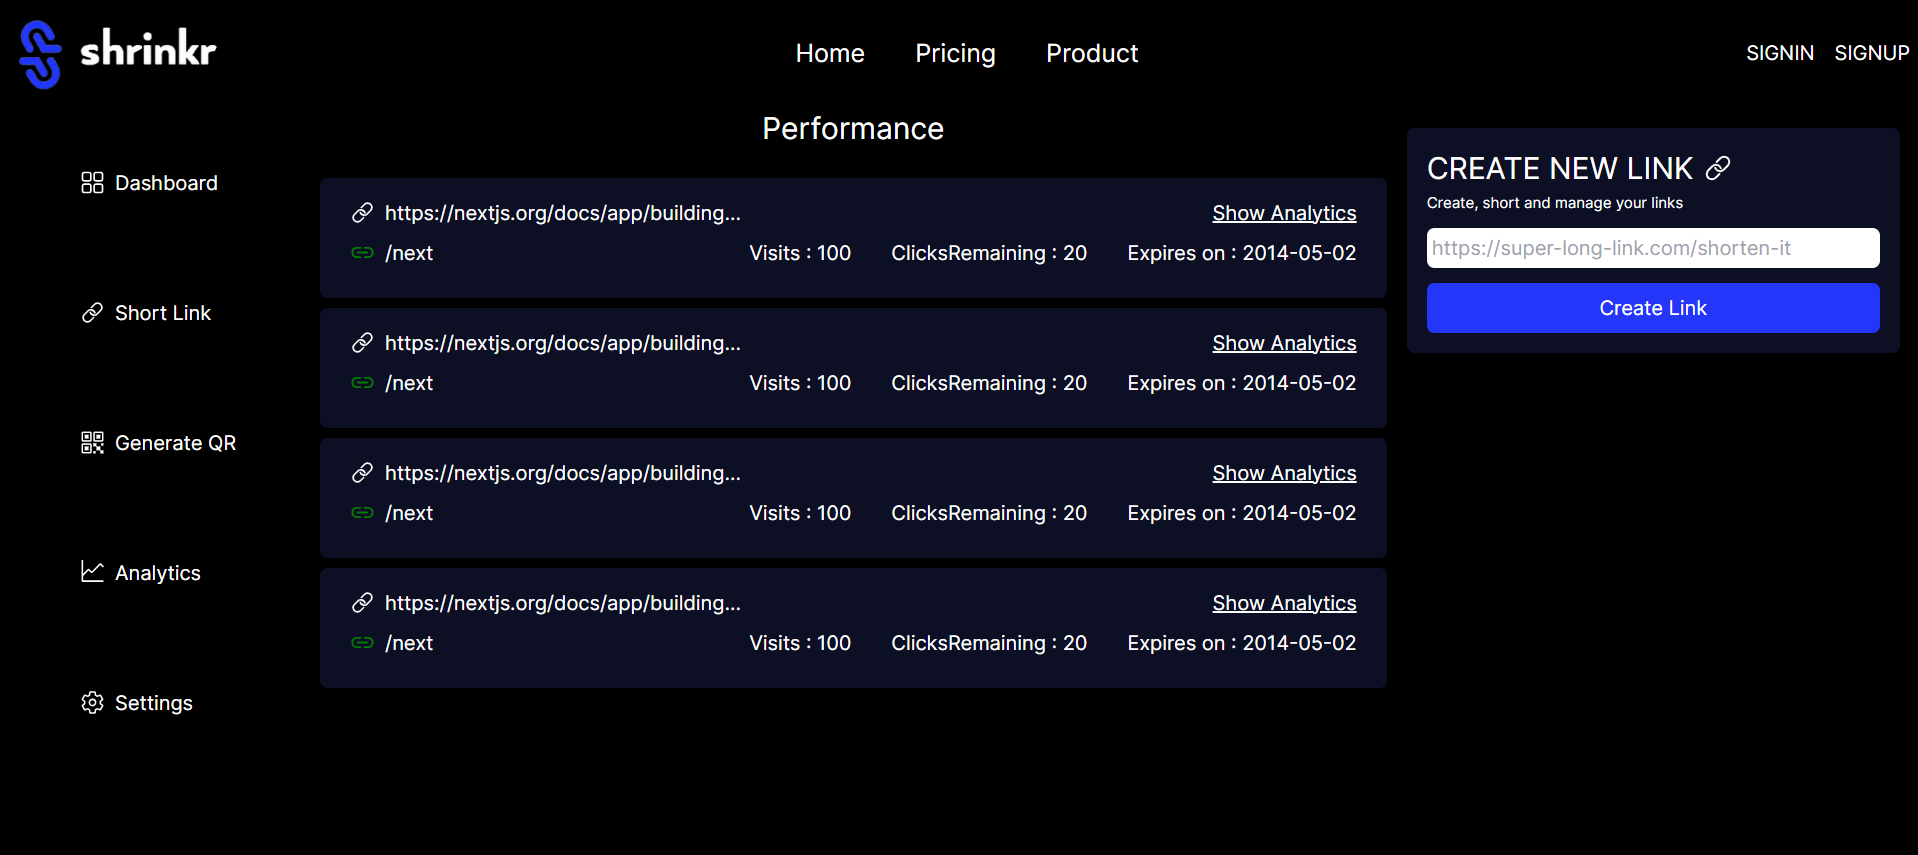 shrinkr
Home Pricing Product
SIGNIN SIGNUP
Dashboard
Short Link
Generate QR
Analytics
Settings
Performance
https://nextjs.org/docs/app/building... Show Analytics
/next Visits : 100 ClicksRemaining : 20 Expires on : 2014-05-02
https://nextjs.org/docs/app/building... Show Analytics
/next Visits : 100 ClicksRemaining : 20 Expires on : 2014-05-02
https://nextjs.org/docs/app/building... Show Analytics
/next Visits : 100 ClicksRemaining : 20 Expires on : 2014-05-02
https://nextjs.org/docs/app/building... Show Analytics
/next Visits : 100 ClicksRemaining : 20 Expires on : 2014-05-02
CREATE NEW LINK
Create, short and manage your links
https://super-long-link.com/shorten-it
Create Link